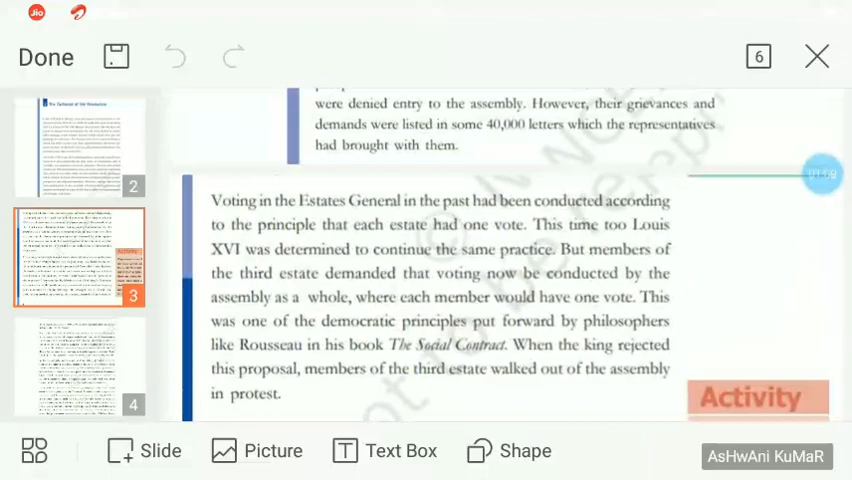 Jio
Done
6
were denied entry to the assembly. However, their grievances and
demands were listed in some 40,000 letters which the representatives
had brought with them.
Voting in the Estates General in the past had been conducted according
to the principle that each estate had one vote. This time too Louis
XVI was determined to continue the same practice. But members of
the third estate demanded that voting now be conducted by the
assembly as a whole, where each member would have one vote. This
was one of the democratic principles put forward by philosophers
like Rousseau in his book The Social Contract. When the king rejected
this proposal, members of the third estate walked out of the assembly
in protest.
Activity
2
3
4
Slide
Picture
Text Box
Shape
AsHwAni KuMaR